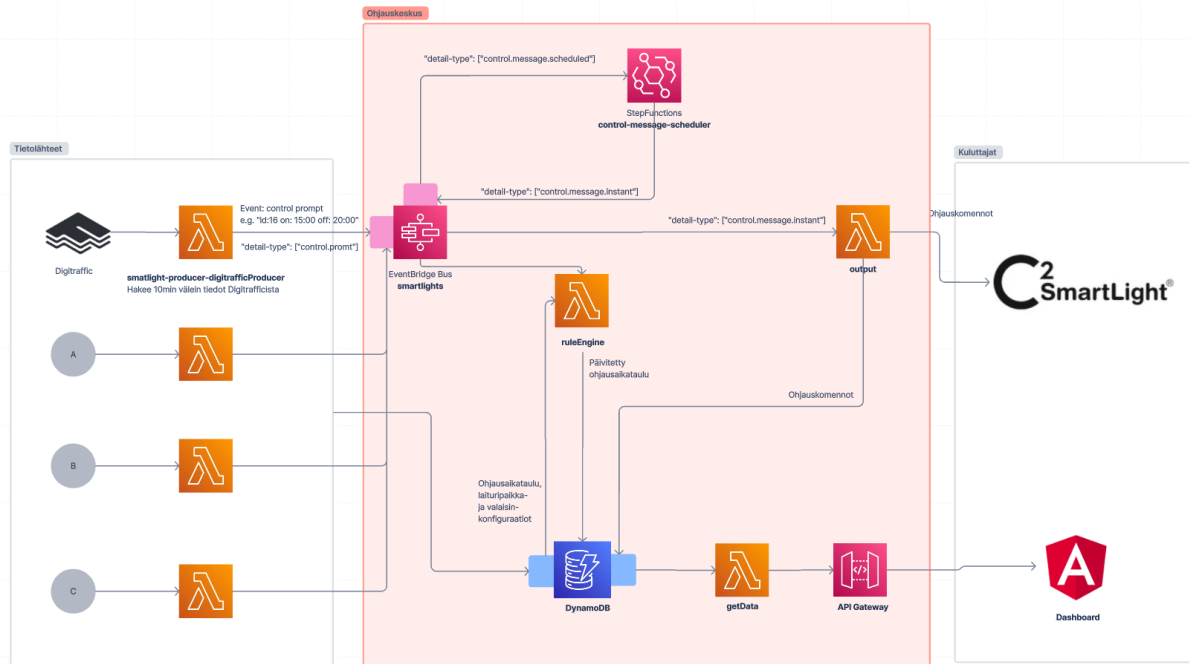 Ohjauskeskus
"detail-type": ["control.message.scheduled"]
StepFunctions
control-message-scheduler
Tietolähteet
Kuluttajat
"detail-type": ["control.message.instant"]
Event: control prompt
e.g. "Id:16 on: 15:00 off: 20:00"
"detail-type": ["control.promt"]
"detail-type": ["control.message.instant"]
Ohjauskomennot
Digitraffic
smatlight-producer-digitrafficProducer
Hakee 10min välein tiedot Digitrafficista
EventBridge Bus
smartlights
output
C2
SmartLight®
ruleEngine
A
Päivitetty
ohjausaikataulu
Ohjauskomennot
B
Ohjausaikataulu,
laituripaikka-
ja valaisin-
konfiguraatiot
C
DynamoDB
getData
API Gateway
A
Dashboard